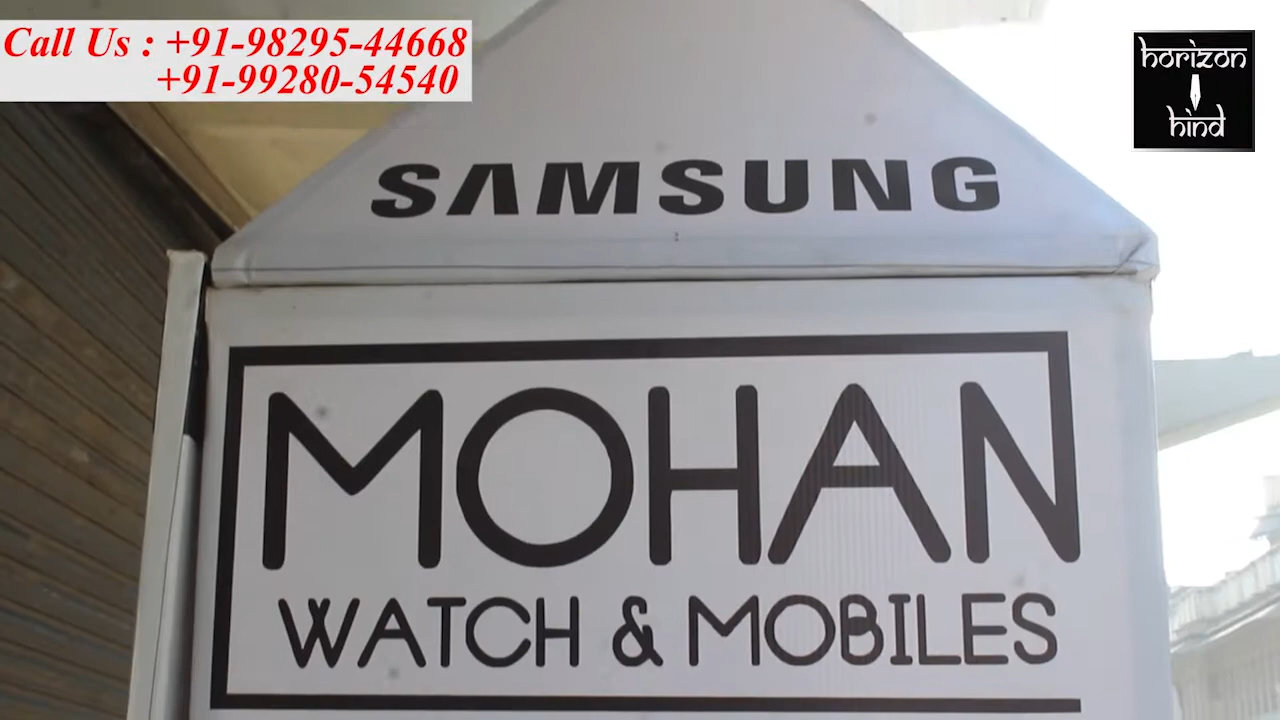 Call Us : +91-98295-44668
+91-99280-54540
horizon
hind
SAMSUNG
MOHAN
WATCH & MOBILES